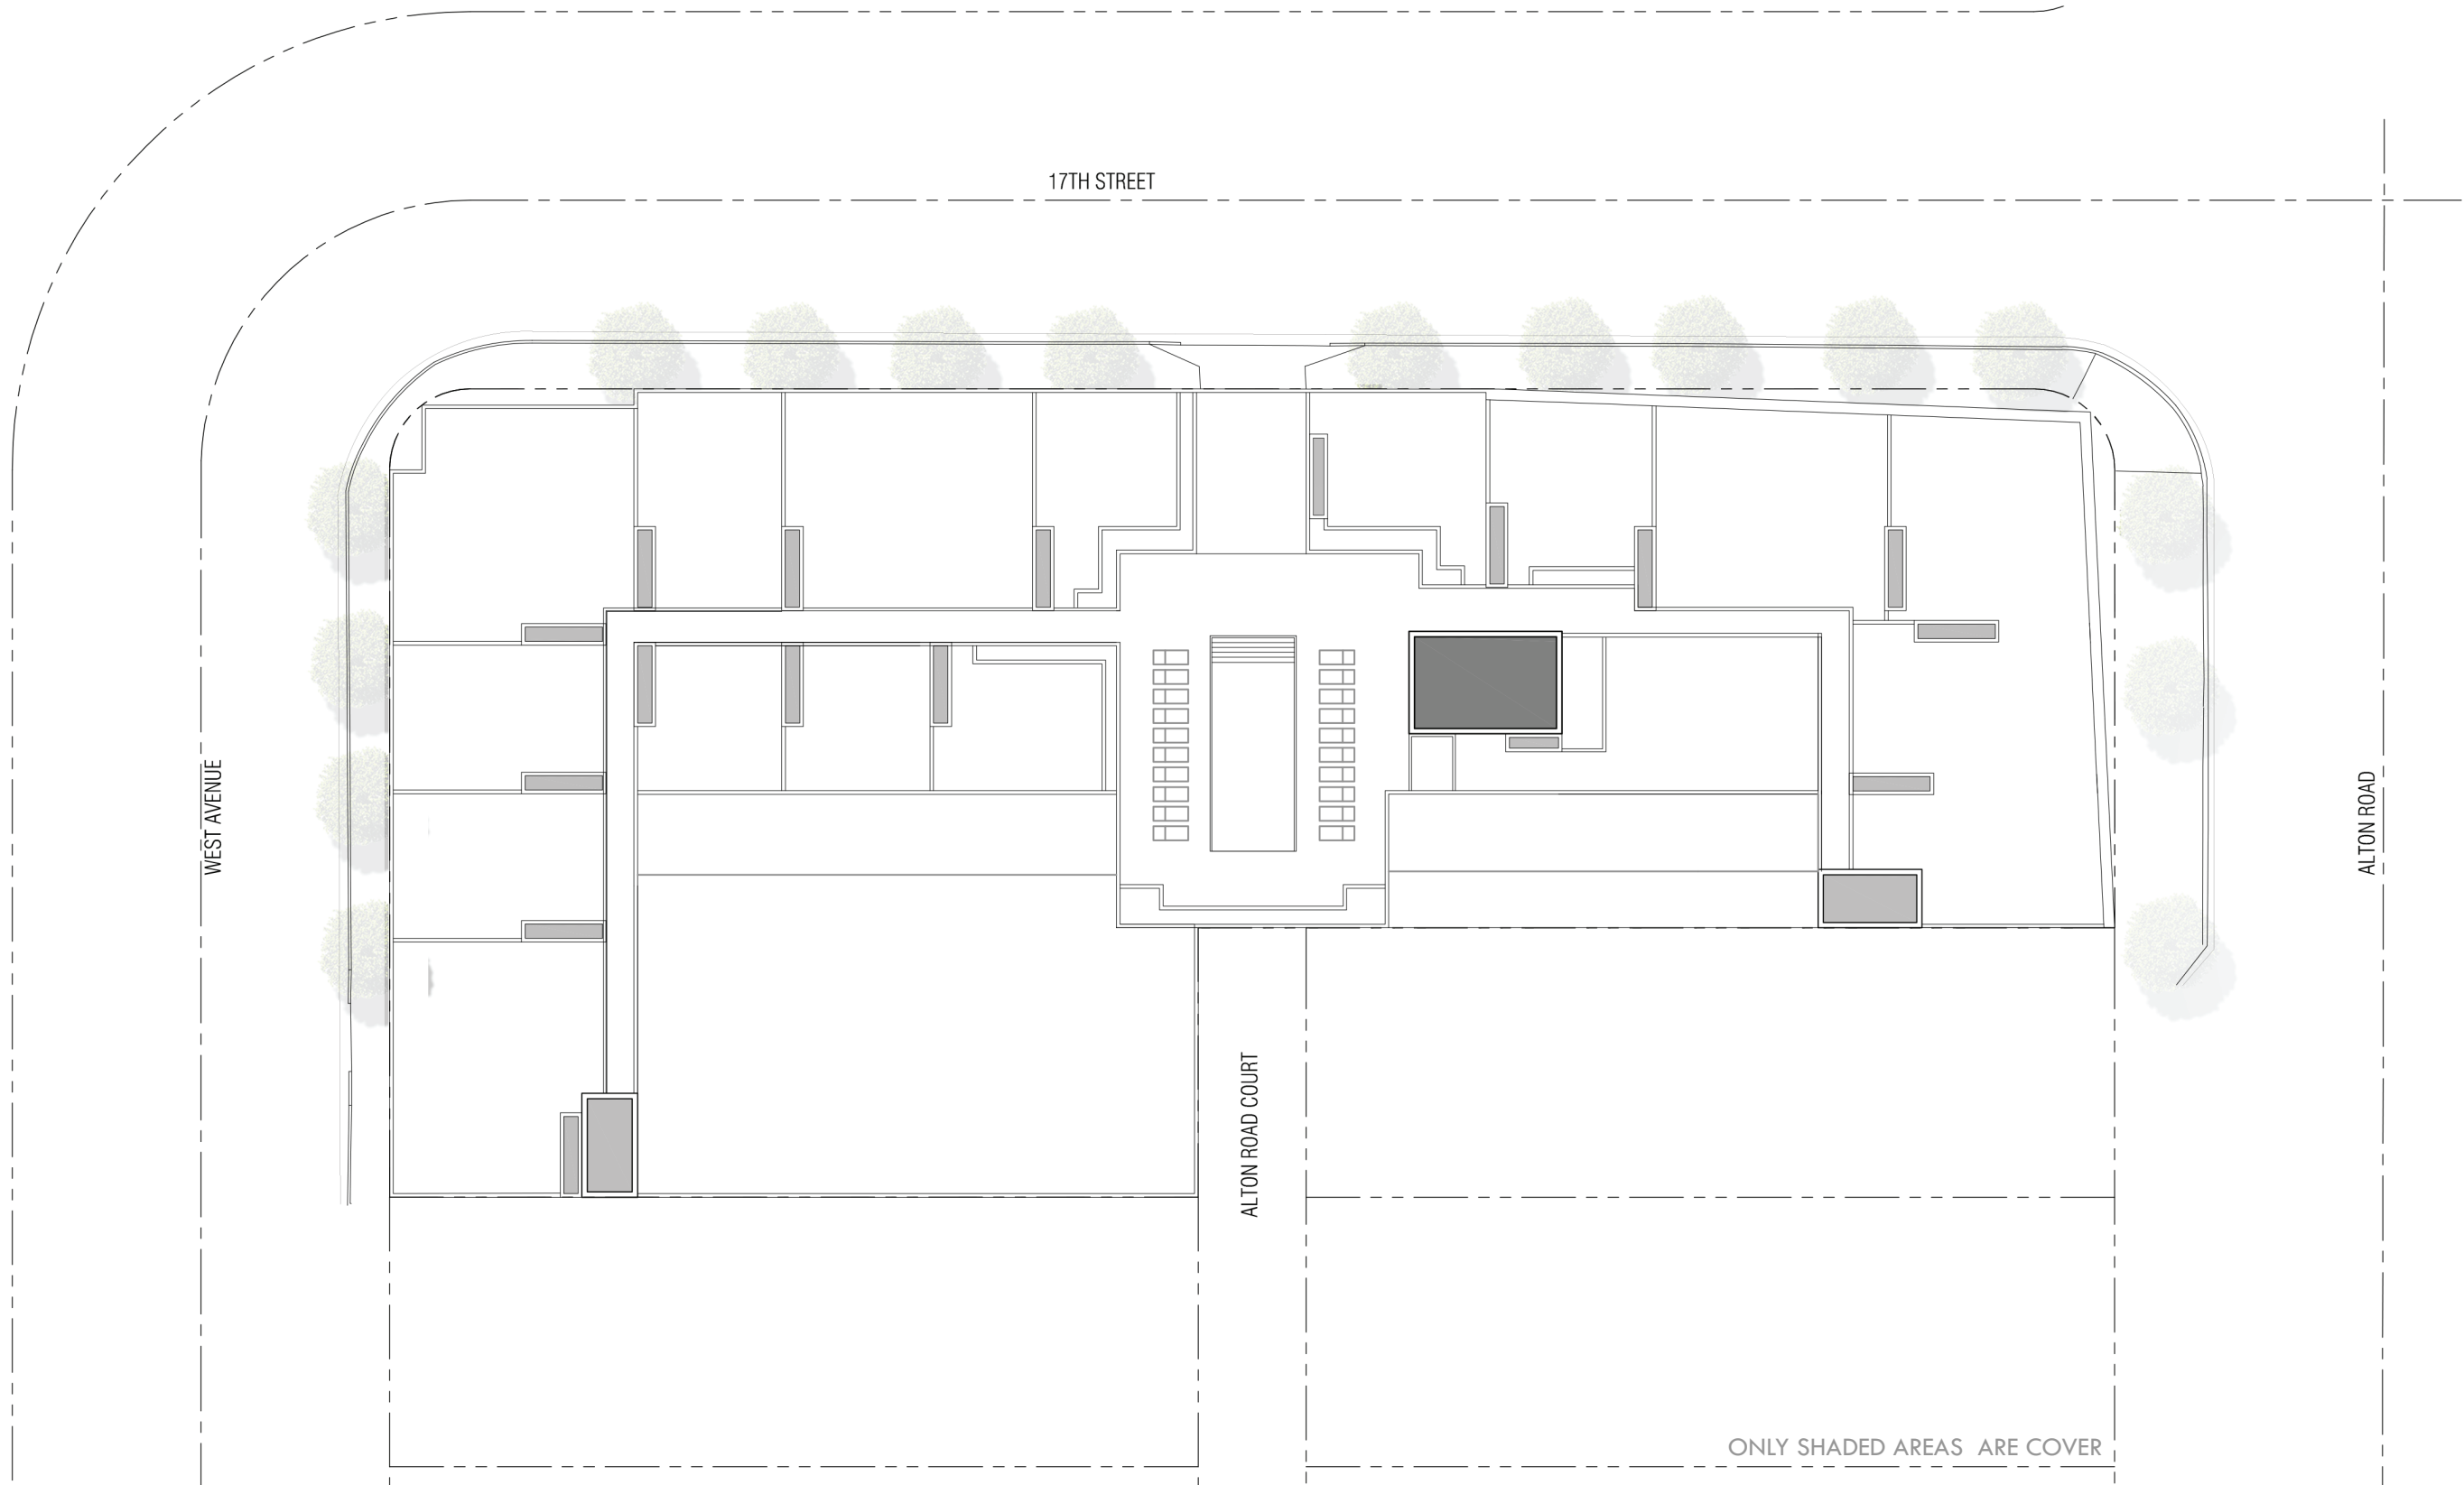 17TH STREET
WEST AVENUE
ALTON ROAD
ALTON ROAD COURT
ONLY SHADED AREAS  ARE COVER